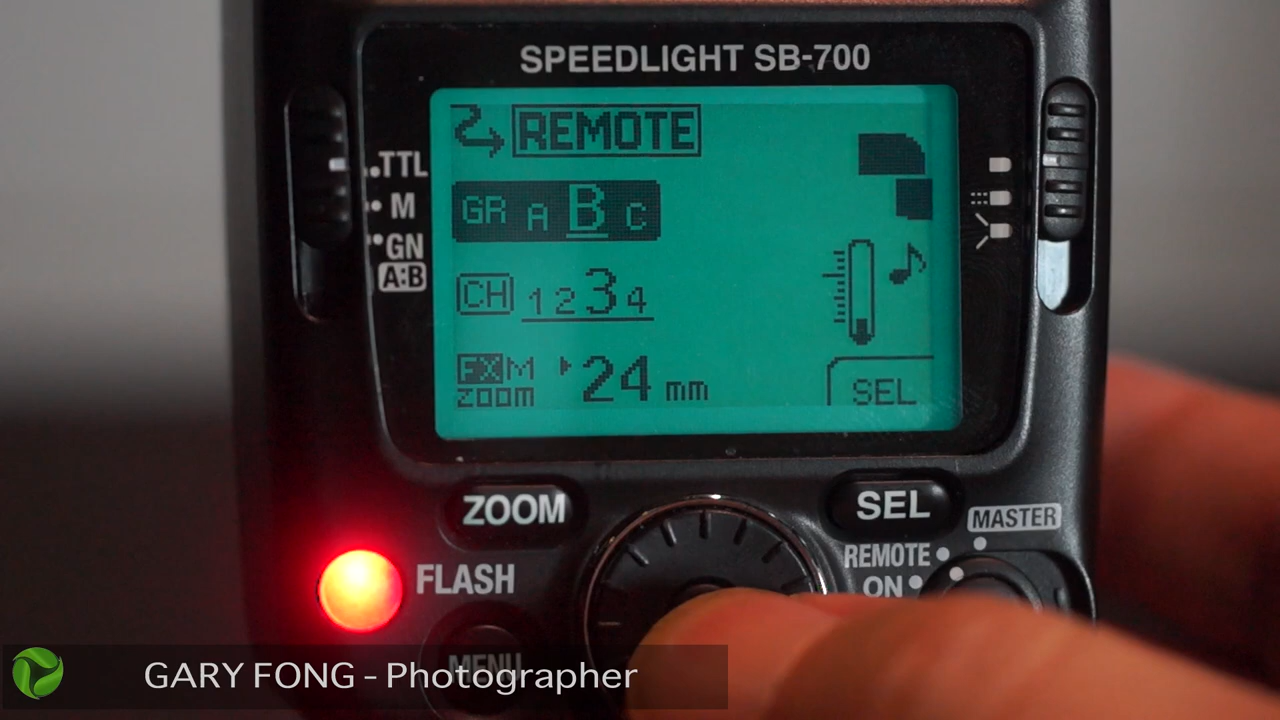 SPEEDLIGHT SB-700
REMOTE
GR A B C
CH 1 2 3 4
FX M
zoom
24 mm
SEL
TTL
M
GN
A:B
ZOOM
SEL
MASTER
REMOTE
ON
FLASH
MENU
GARY FONG - Photographer